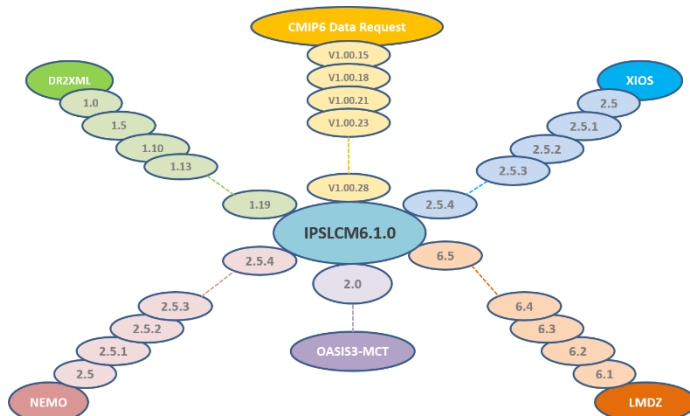 CMIP6 Data Request
V1.00.15
V1.00.18
V1.00.21
V1.00.23
V1.00.28
DR2XML
1.0
1.5
1.10
1.13
1.19
XIOS
2.5
2.5.1
2.5.2
2.5.3
2.5.4
IPSLCM6.1.0
2.5.4
2.5.3
2.5.2
2.5.1
2.5
NEMO
2.0
OASIS3-MCT
6.5
6.4
6.3
6.2
6.1
LMDZ